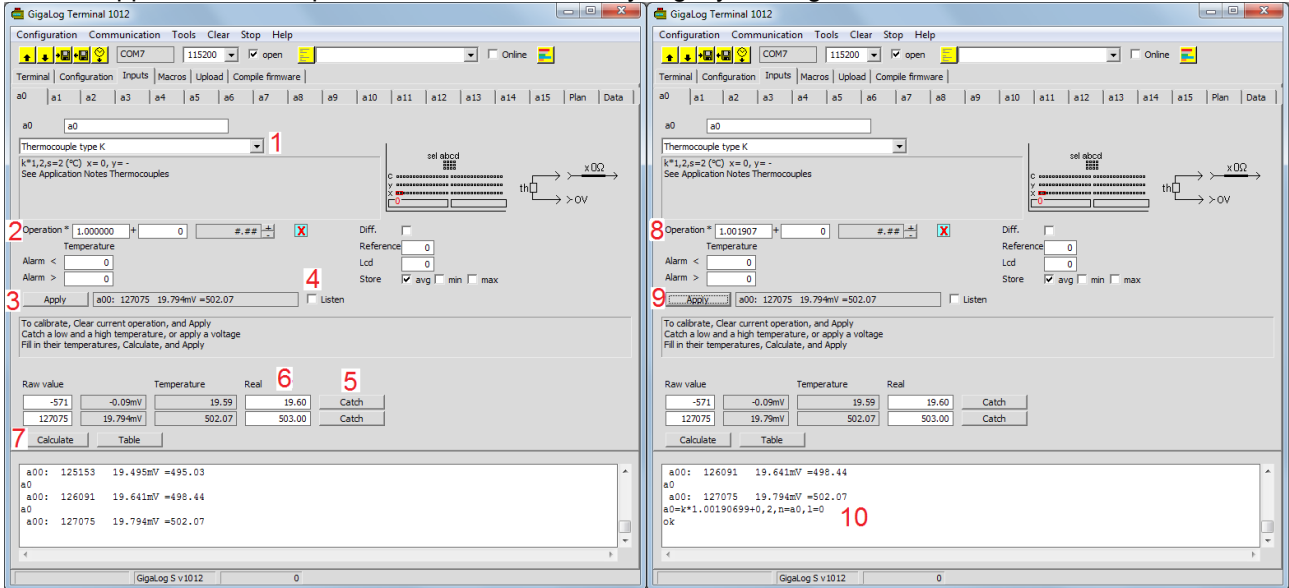 GigaLog Terminal 1012
Configuration Communication Tools Clear Stop Help
COM7 115200 open Online
Terminal Configuration Inputs Macros Upload Compile firmware
a0 a1 a2 a3 a4 a5 a6 a7 a8 a9 a10 a11 a12 a13 a14 a15 Plan Data
a0 a0
Thermocouple type K 1
k*1,2,s=2 (°C) x= 0, y= -
See Application Notes Thermocouples
sel abcd
c
y
x
0
th
x 0Ω
>0V
2 Operation * 1.000000 + 0 #.## X Diff.
Temperature Reference 0
Alarm < 0 Lcd 0
Alarm > 0 4 Store avg min max
3 Apply a00: 127075 19.794mV =502.07 Listen
To calibrate, Clear current operation, and Apply
Catch a low and a high temperature, or apply a voltage
Fill in their temperatures, Calculate, and Apply
Raw value Temperature Real 6 5
-571 -0.09mV 19.59 19.60 Catch
127075 19.794mV 502.07 503.00 Catch
7 Calculate Table
a00: 125153 19.495mV =495.03
a0
a00: 126091 19.641mV =498.44
a0
a00: 127075 19.794mV =502.07
GigaLog S v1012 0
GigaLog Terminal 1012
Configuration Communication Tools Clear Stop Help
COM7 115200 open Online
Terminal Configuration Inputs Macros Upload Compile firmware
a0 a1 a2 a3 a4 a5 a6 a7 a8 a9 a10 a11 a12 a13 a14 a15 Plan Data
a0 a0
Thermocouple type K
k*1,2,s=2 (°C) x= 0, y= -
See Application Notes Thermocouples
sel abcd
c
y
x
0
th
x 0Ω
>0V
8 Operation * 1.001907 + 0 #.## X Diff.
Temperature Reference 0
Alarm < 0 Lcd 0
Alarm > 0 Store avg min max
9 Apply a00: 127075 19.794mV =502.07 Listen
To calibrate, Clear current operation, and Apply
Catch a low and a high temperature, or apply a voltage
Fill in their temperatures, Calculate, and Apply
Raw value Temperature Real
-571 -0.09mV 19.59 19.60 Catch
127075 19.79mV 502.07 503.00 Catch
Calculate Table
a00: 126091 19.641mV =498.44
a0
a00: 127075 19.794mV =502.07
a0=k*1.00190699+0,2,n=a0,l=0
ok 10
GigaLog S v1012 0